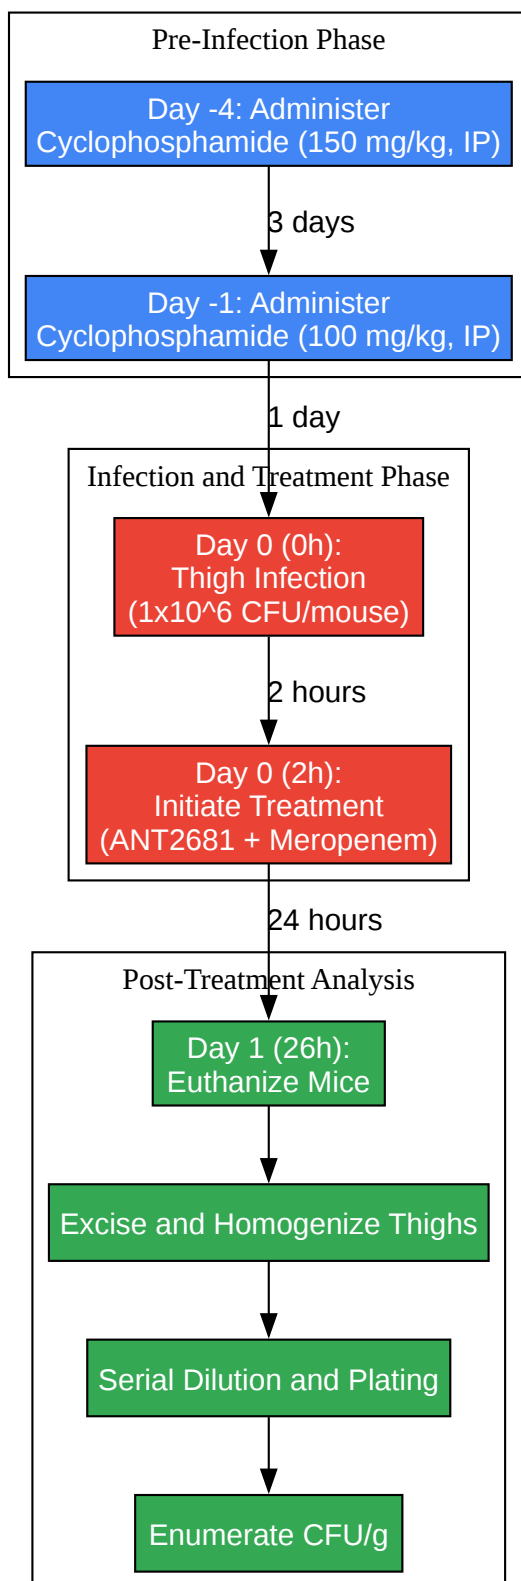 Pre-Infection Phase
Day -4: Administer
Cyclophosphamide (150 mg/kg, IP)
3 days
Day -1: Administer
Cyclophosphamide (100 mg/kg, IP)
1 day
Infection and Treatment Phase
Day 0 (0h):
Thigh Infection
(1x10^6 CFU/mouse)
2 hours
Day 0 (2h):
Initiate Treatment
(ANT2681 + Meropenem)
24 hours
Post-Treatment Analysis
Day 1 (26h):
Euthanize Mice
Excise and Homogenize Thighs
Serial Dilution and Plating
Enumerate CFU/g